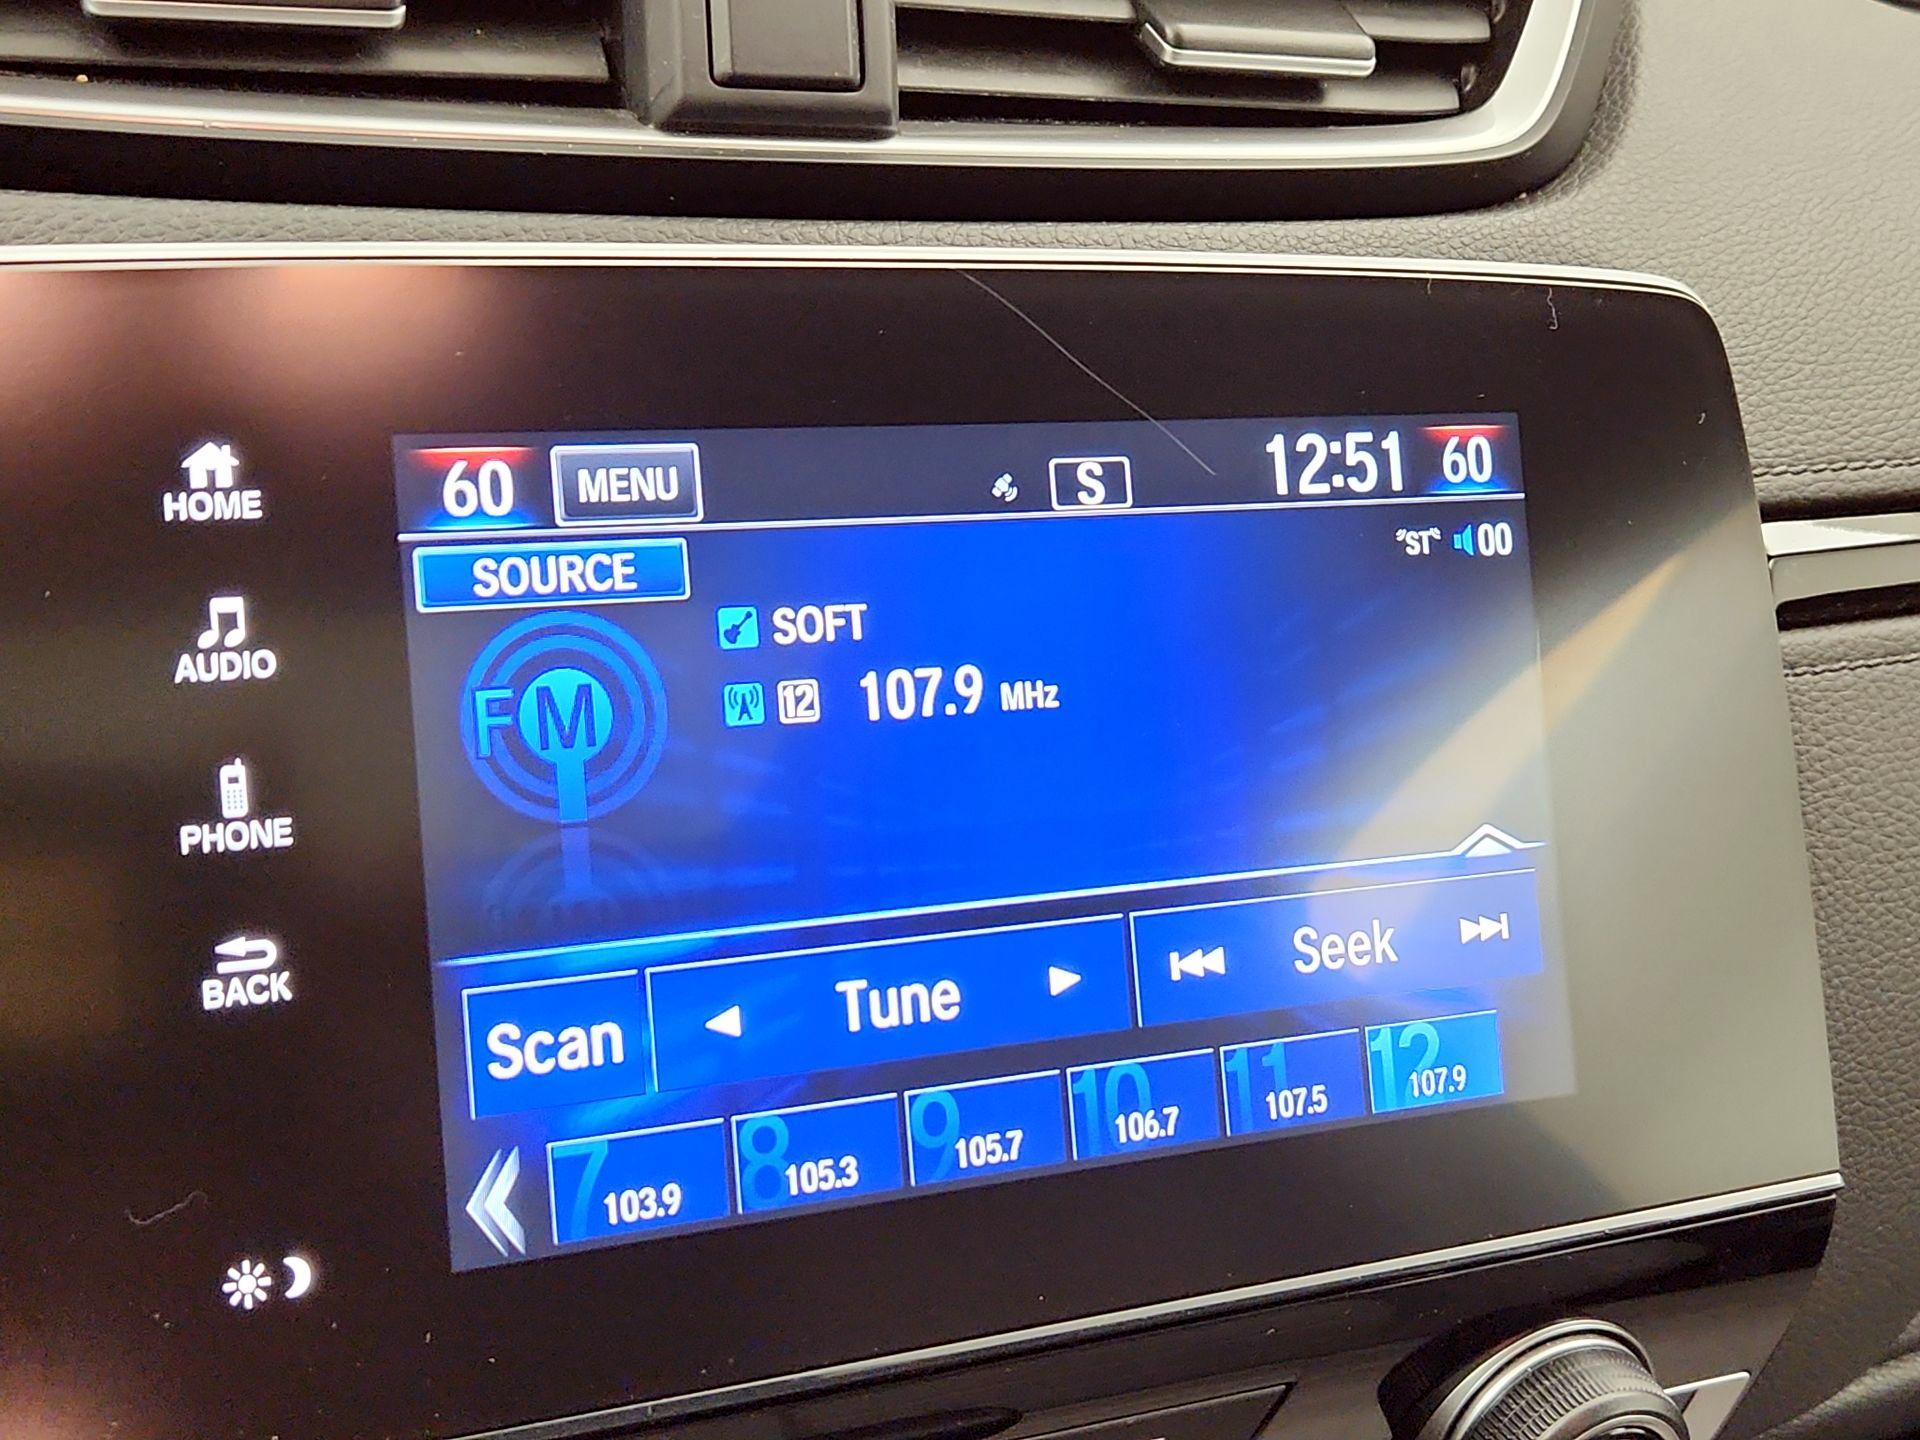 60 MENU S 12:51 60
HOME
SOURCE
"ST" 00
SOFT
AUDIO
FM
12 107.9 MHz
PHONE
BACK
Scan Tune Seek
7 103.9 8 105.3 9 105.7 10 106.7 11 107.5 12 107.9